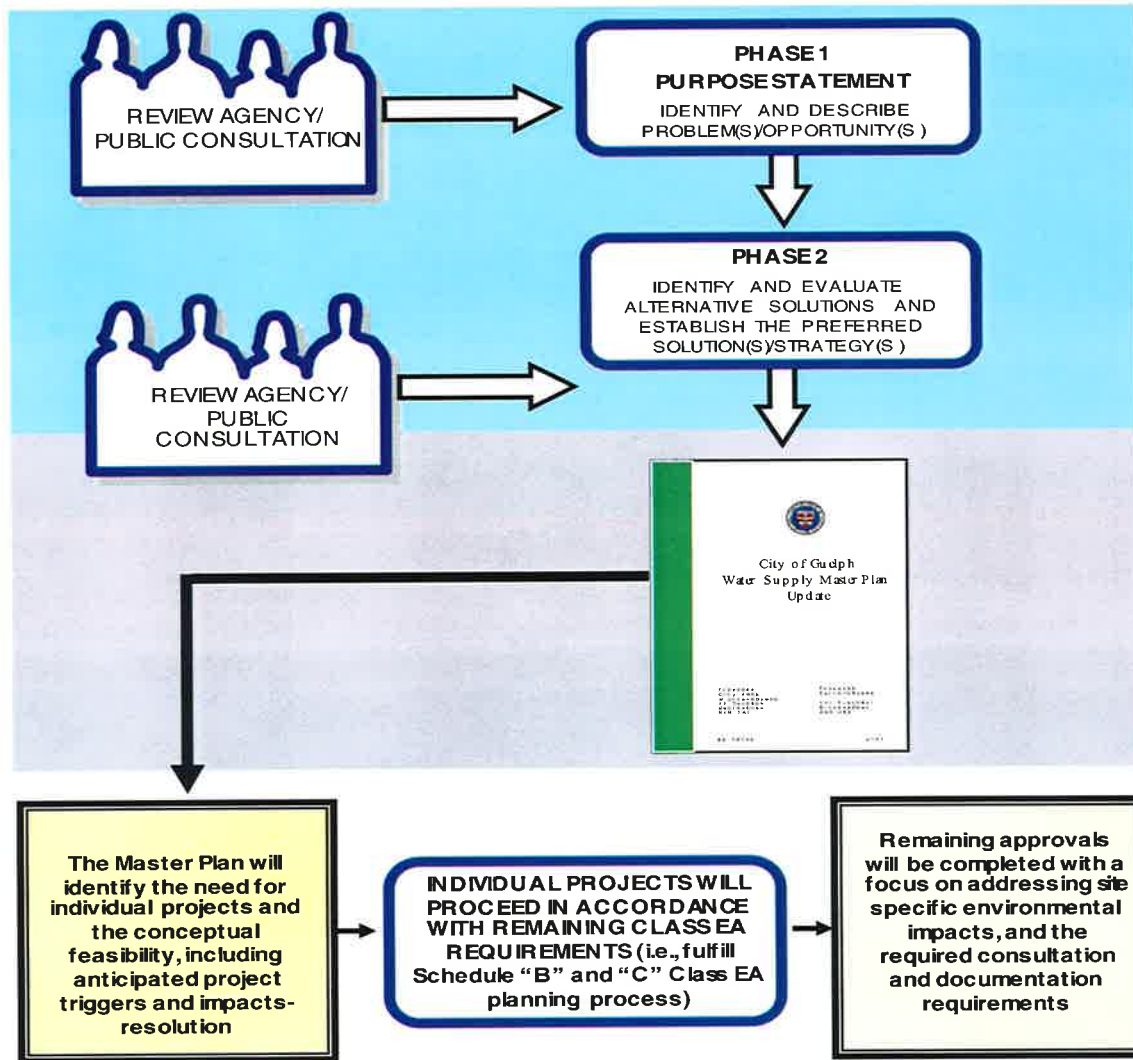 REVIEW AGENCY/
PUBLIC CONSULTATION
PHASE 1
PURPOSE STATEMENT
IDENTIFY AND DESCRIBE
PROBLEM(S)/OPPORTUNITY(S)
PHASE 2
IDENTIFY AND EVALUATE
ALTERNATIVE SOLUTIONS AND
ESTABLISH THE PREFERRED
SOLUTION(S)/STRATEGY(S)
REVIEW AGENCY/
PUBLIC
CONSULTATION
City of Guelph
Water Supply Master Plan
Update
The Master Plan will
identify the need for
individual projects and
the conceptual
feasibility, including
anticipated project
triggers and impacts-
resolution
INDIVIDUAL PROJECTS WILL
PROCEED IN ACCORDANCE
WITH REMAINING CLASS EA
REQUIREMENTS (i.e., fulfill
Schedule “B” and “C” Class EA
planning process)
Remaining approvals
will be completed with a
focus on addressing site
specific environmental
impacts, and the
required consultation
and documentation
requirements